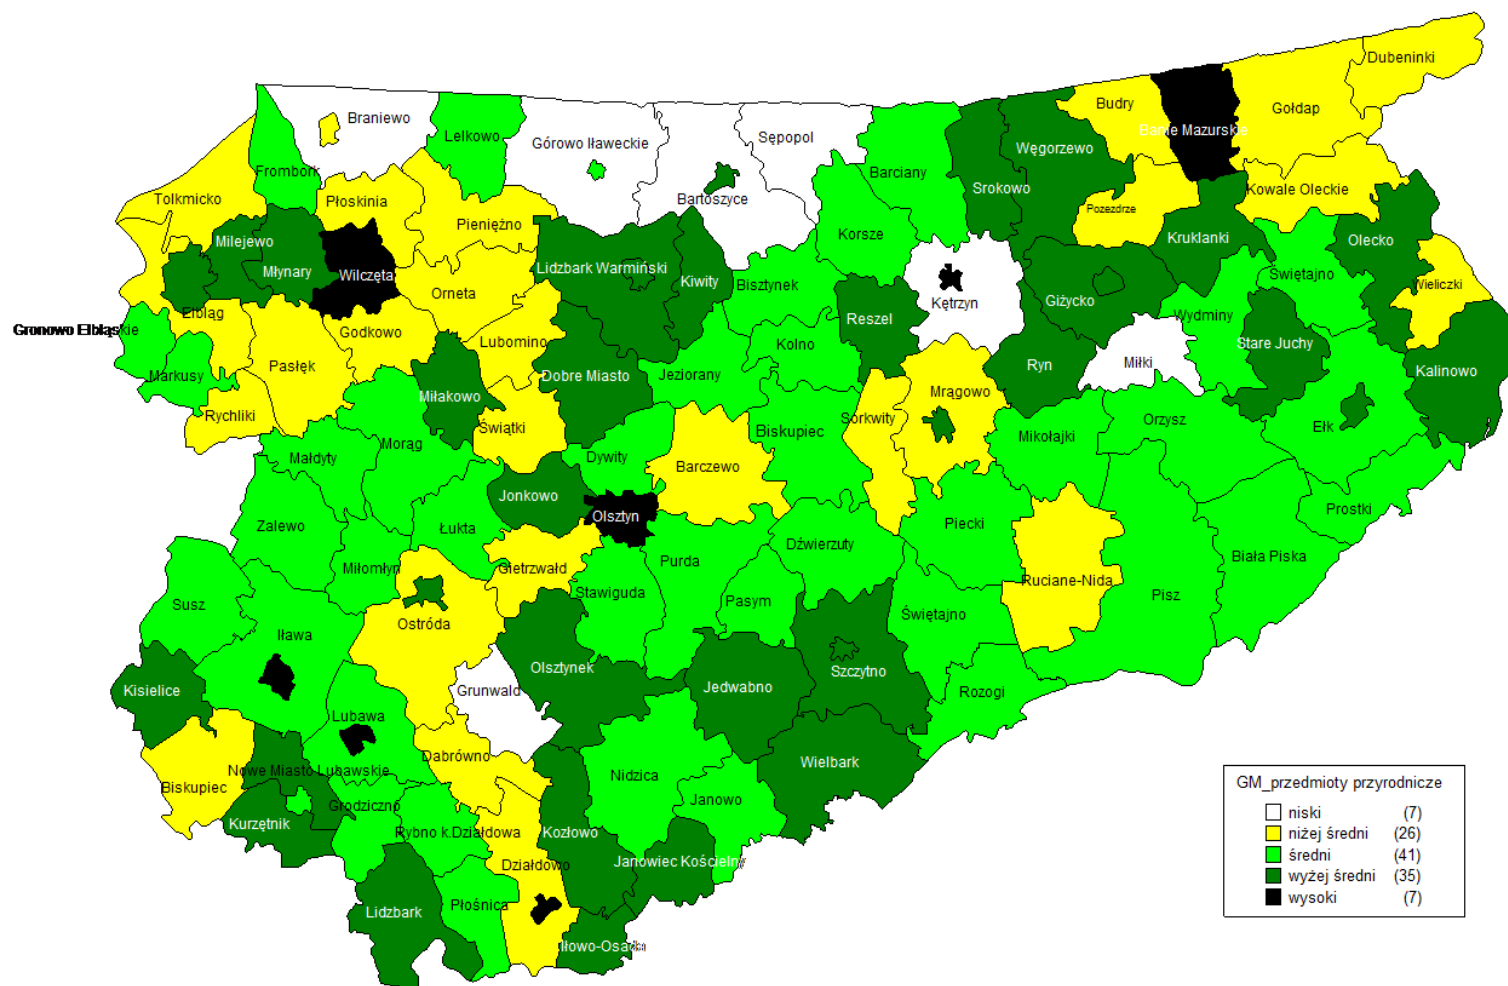 Dubeninki
Budry
Gołdap
Braniewo
Lelkowo
Górowo Iławeckie
Sępopol
Banie Mazurskie
Węgorzewo
Frombork
Barciany
Srokowo
Kowale Oleckie
Tolkmicko
Płoskinia
Bartoszyce
Pozezdrze
Pieniężno
Korsze
Kruklanki
Olecko
Milejewo
Młynary
Wilczęta
Lidzbark Warmiński
Kiwity
Bisztynek
Świętajno
Wieliczki
Orneta
Kętrzyn
Giżycko
Elbląg
Reszel
Wydminy
Gronowo Elbląskie
Godkowo
Lubomino
Kolno
Stare Juchy
Pasłęk
Ryn
Miłki
Markusy
Dobre Miasto
Jeziorany
Kalinowo
Miłakowo
Mrągowo
Rychliki
Świątki
Sorkwity
Orzysz
Ełk
Morąg
Biskupiec
Mikołajki
Małdyty
Dywity
Barczewo
Jonkowo
Olsztyn
Prostki
Zalewo
Łukta
Piecki
Dźwierzuty
Biała Piska
Miłomłyn
Gietrzwałd
Purda
Ruciane-Nida
Susz
Stawiguda
Pasym
Pisz
Iława
Ostróda
Świętajno
Olsztynek
Szczytno
Kisielice
Grunwald
Jedwabno
Rozogi
Lubawa
Dabrówno
Wielbark
Nowe Miasto Lubawskie
Nidzica
Biskupiec
Janowo
Grodziczno
Kurzętnik
Rybno k.Działdowa
Kozłowo
Działdowo
Janowiec Kościelny
Płośnica
Lidzbark
Iłowo-Osada
GM_przedmioty przyrodnicze
niski (7)
niżej średni (26)
średni (41)
wyżej średni (35)
wysoki (7)